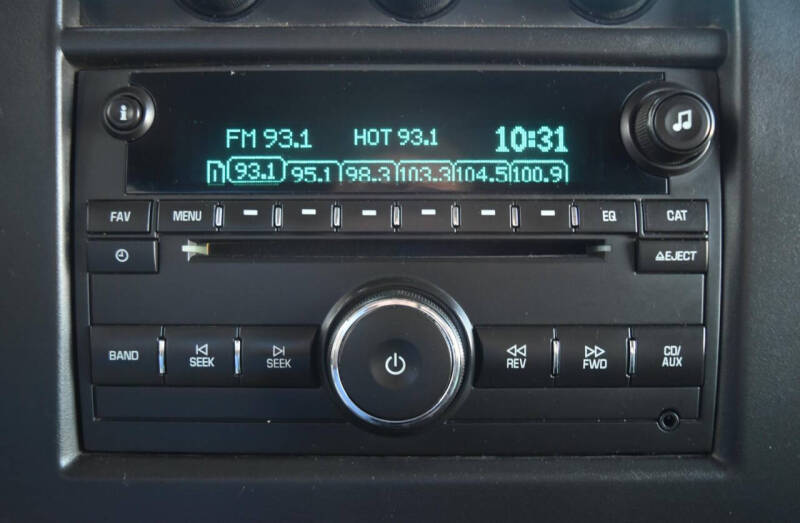 FM 93.1 HOT 93.1 10:31
1 93.1 95.1 98.3 103.3 104.5 100.9
FAV MENU EQ CAT
EJECT
BAND SEEK SEEK REV FWD CD/
AUX